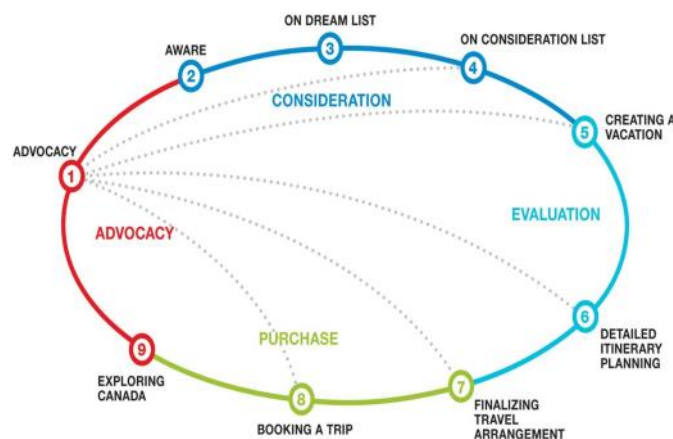 ON DREAM LIST
3
AWARE
2
ON CONSIDERATION LIST
4
CONSIDERATION
CREATING A
VACATION
5
ADVOCACY
1
ADVOCACY
EVALUATION
6
DETAILED
ITINERARY
PLANNING
PURCHASE
9
EXPLORING
CANADA
8
BOOKING A TRIP
7
FINALIZING
TRAVEL
ARRANGEMENT